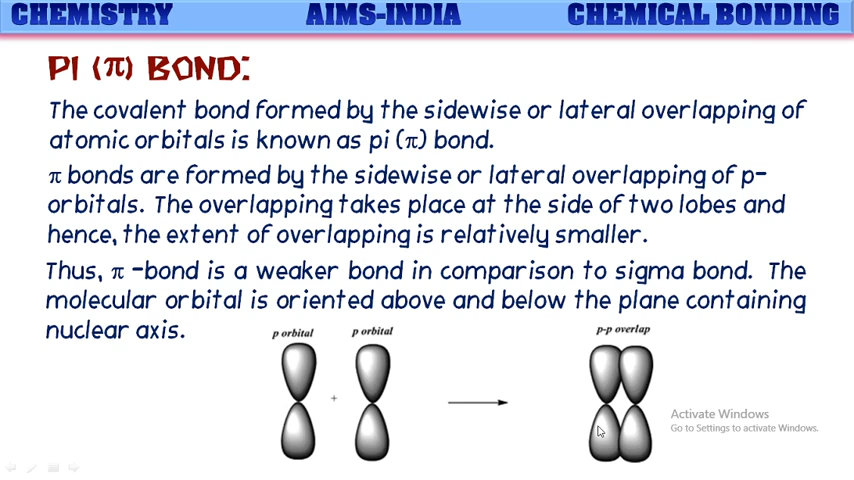 CHEMISTRY AIMS-INDIA CHEMICAL BONDING
PI (π) BOND:
The covalent bond formed by the sidewise or lateral overlapping of
atomic orbitals is known as pi (π) bond.
π bonds are formed by the sidewise or lateral overlapping of p-
orbitals. The overlapping takes place at the side of two lobes and
hence, the extent of overlapping is relatively smaller.
Thus, π -bond is a weaker bond in comparison to sigma bond. The
molecular orbital is oriented above and below the plane containing
nuclear axis.
p orbital p orbital p-p overlap
+
Activate Windows
Go to Settings to activate Windows.